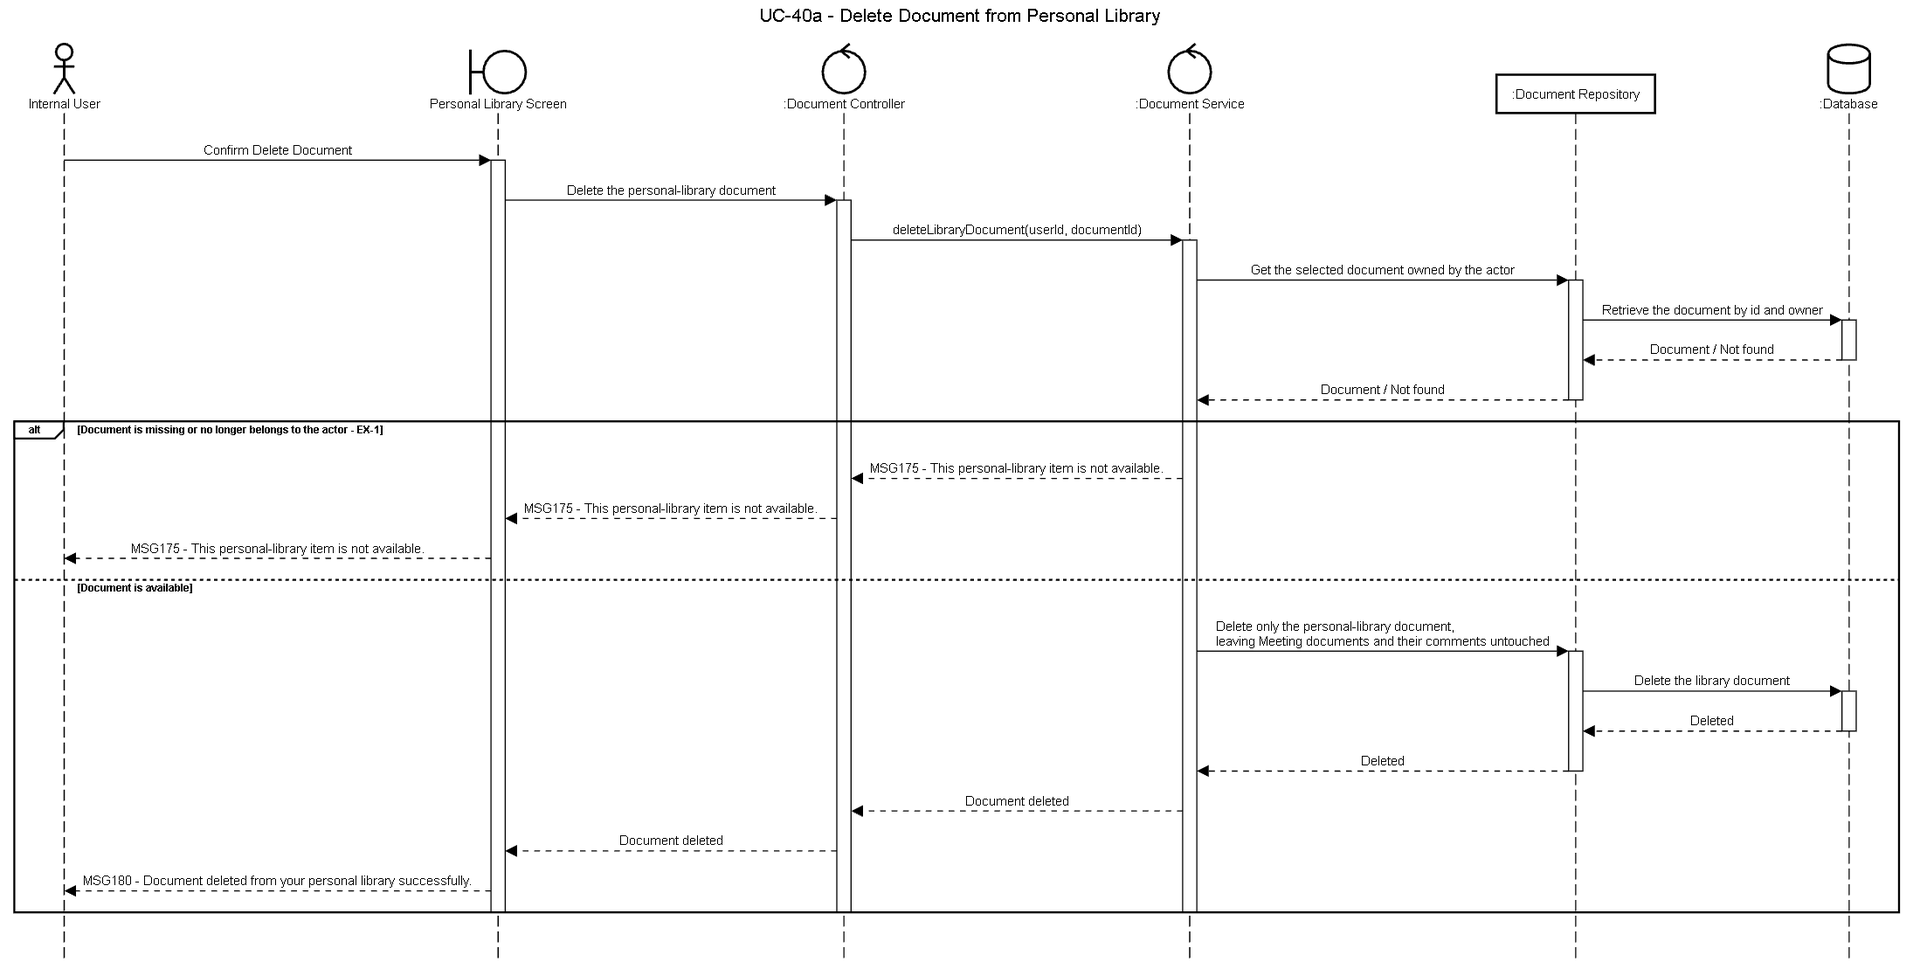 UC-40a - Delete Document from Personal Library
Internal User
Personal Library Screen
:Document Controller
:Document Service
:Document Repository
:Database
Confirm Delete Document
Delete the personal-library document
deleteLibraryDocument(userId, documentId)
Get the selected document owned by the actor
Retrieve the document by id and owner
Document / Not found
Document / Not found
alt
[Document is missing or no longer belongs to the actor - EX-1]
MSG175 - This personal-library item is not available.
MSG175 - This personal-library item is not available.
MSG175 - This personal-library item is not available.
[Document is available]
Delete only the personal-library document,
leaving Meeting documents and their comments untouched
Delete the library document
Deleted
Deleted
Document deleted
Document deleted
MSG180 - Document deleted from your personal library successfully.